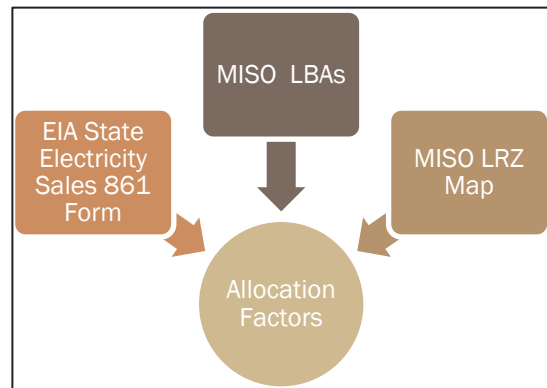 MISO LBAs
EIA State
Electricity
Sales 861
Form
MISO LRZ
Map
Allocation
Factors